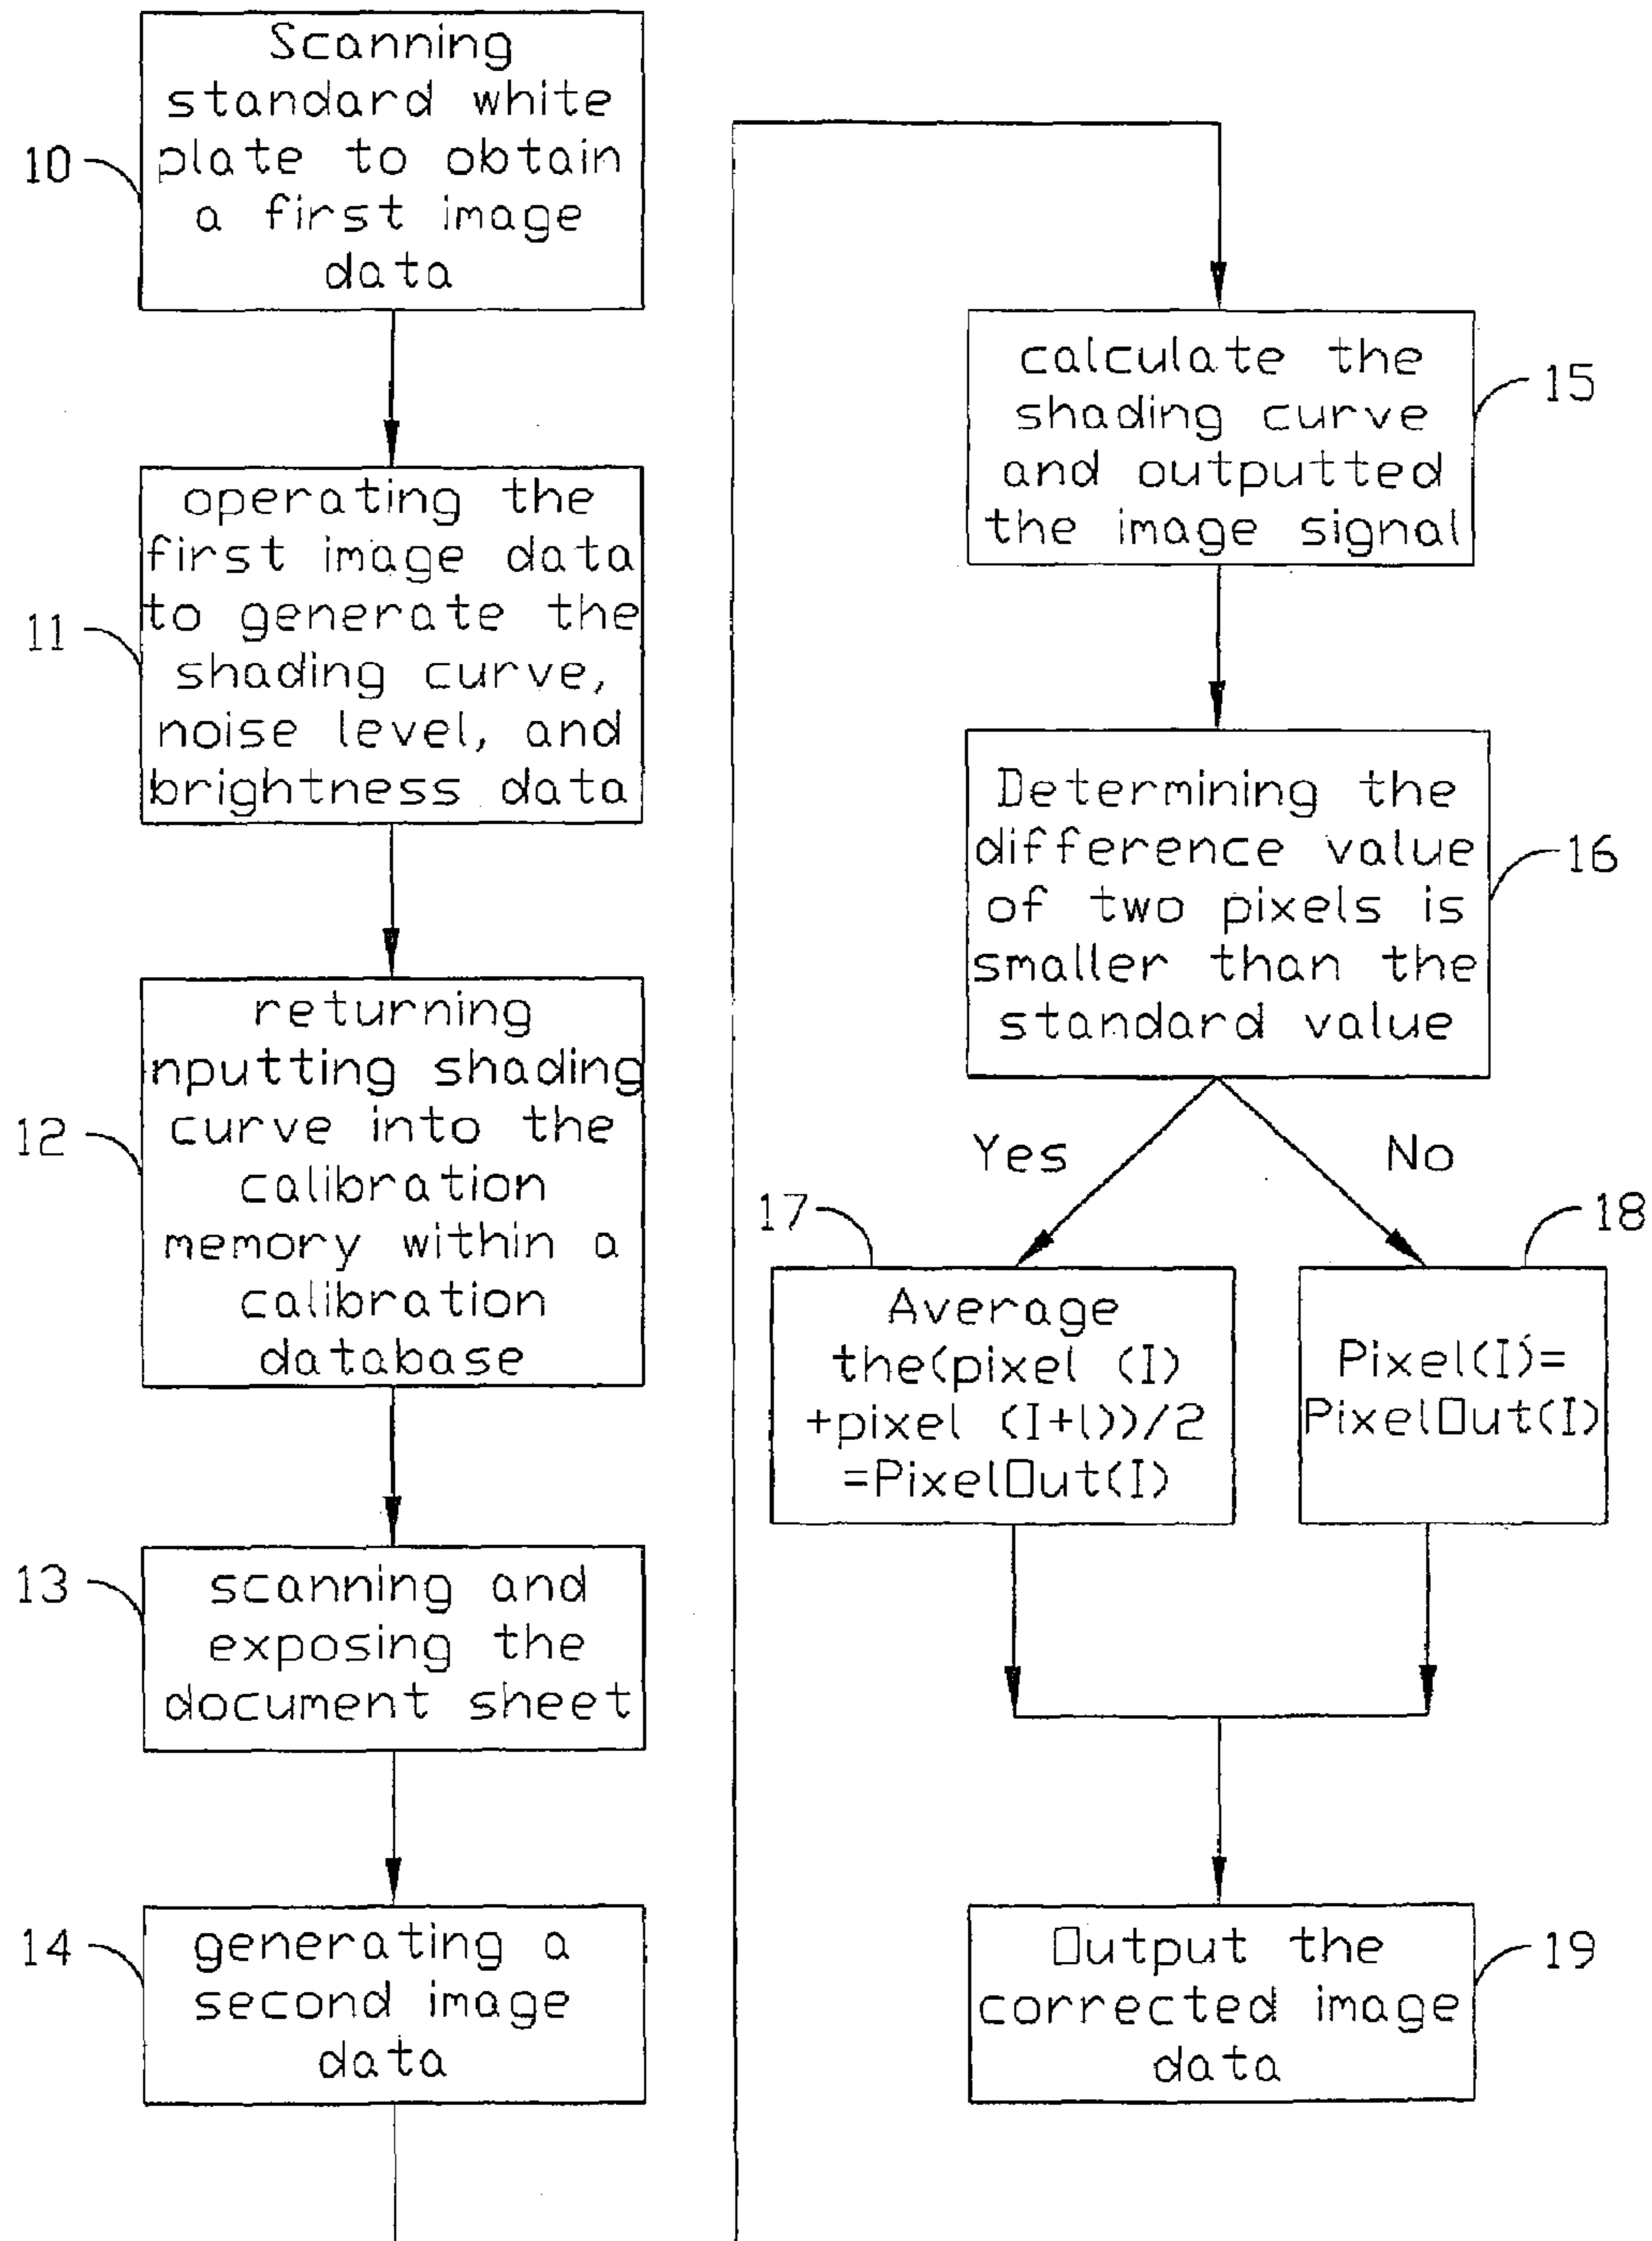 10
Scanning
standard white
plate to obtain
a first image
data
11
operating the
first image data
to generate the
shading curve,
noise level, and
brightness data
12
returning
inputting shading
curve into the
calibration
memory within a
calibration
database
13
scanning and
exposing the
document sheet
14
generating a
second image
data
calculate the
shading curve
and outputted
the image signal
15
Determining the
difference value
of two pixels is
smaller than the
standard value
16
Yes
No
17
Average
the(pixel (I)
+pixel (I+1))/2
=PixelOut(I)
18
Pixel(I)=
PixelOut(I)
Output the
corrected image
data
19